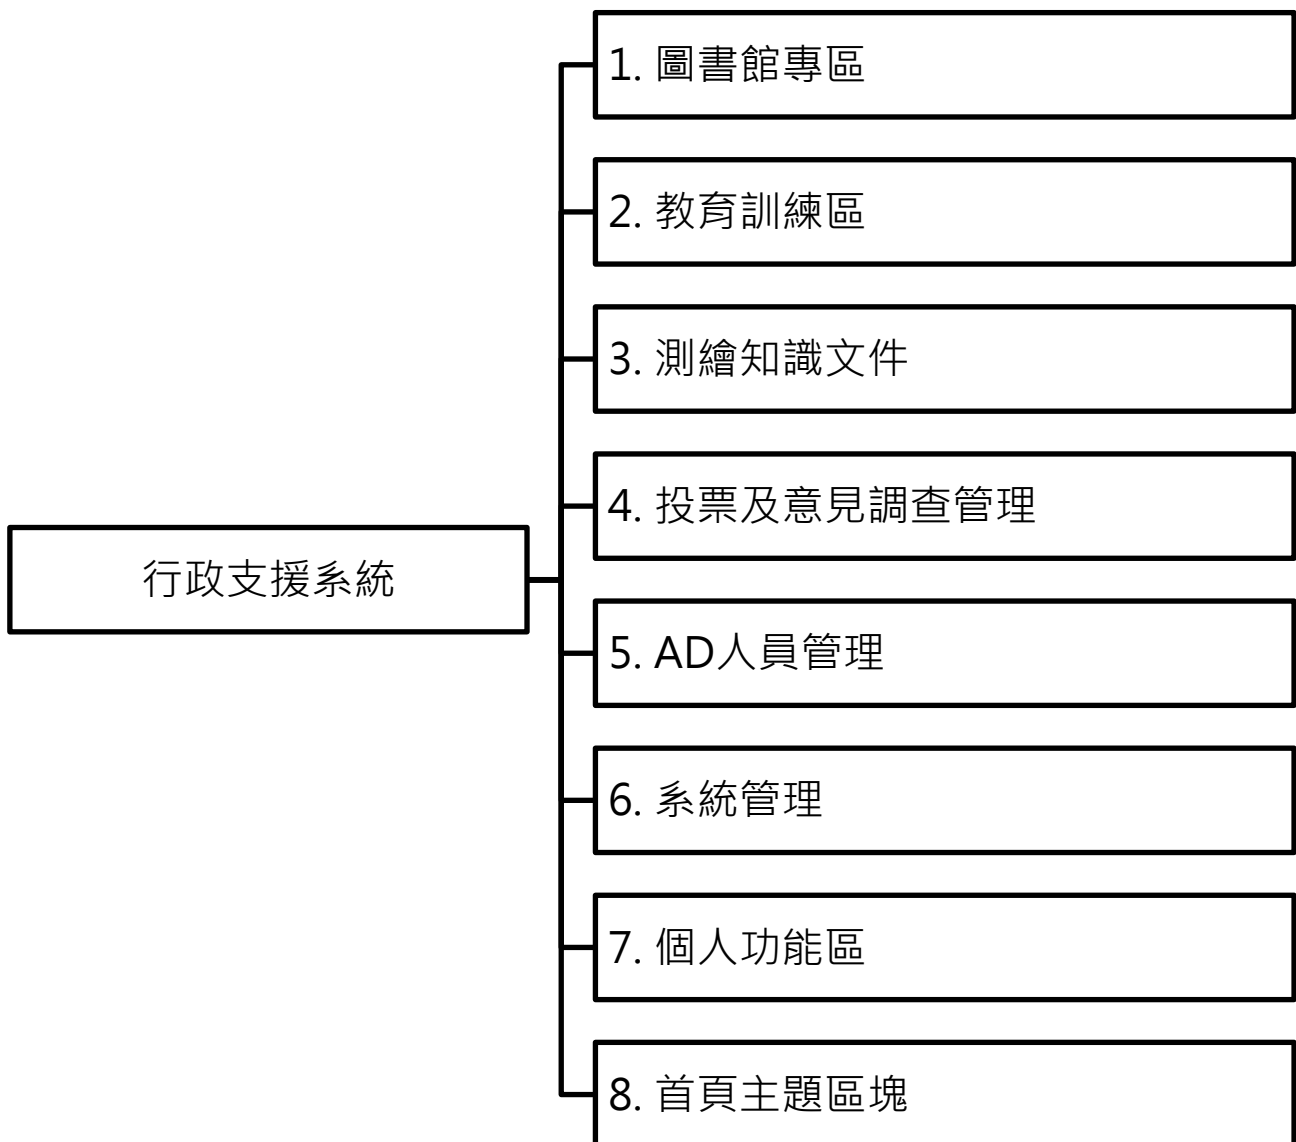 行政支援系統
1. 圖書館專區
2. 教育訓練區
3. 測繪知識文件
4. 投票及意見調查管理
5. AD人員管理
6. 系統管理
7. 個人功能區
8. 首頁主題區塊